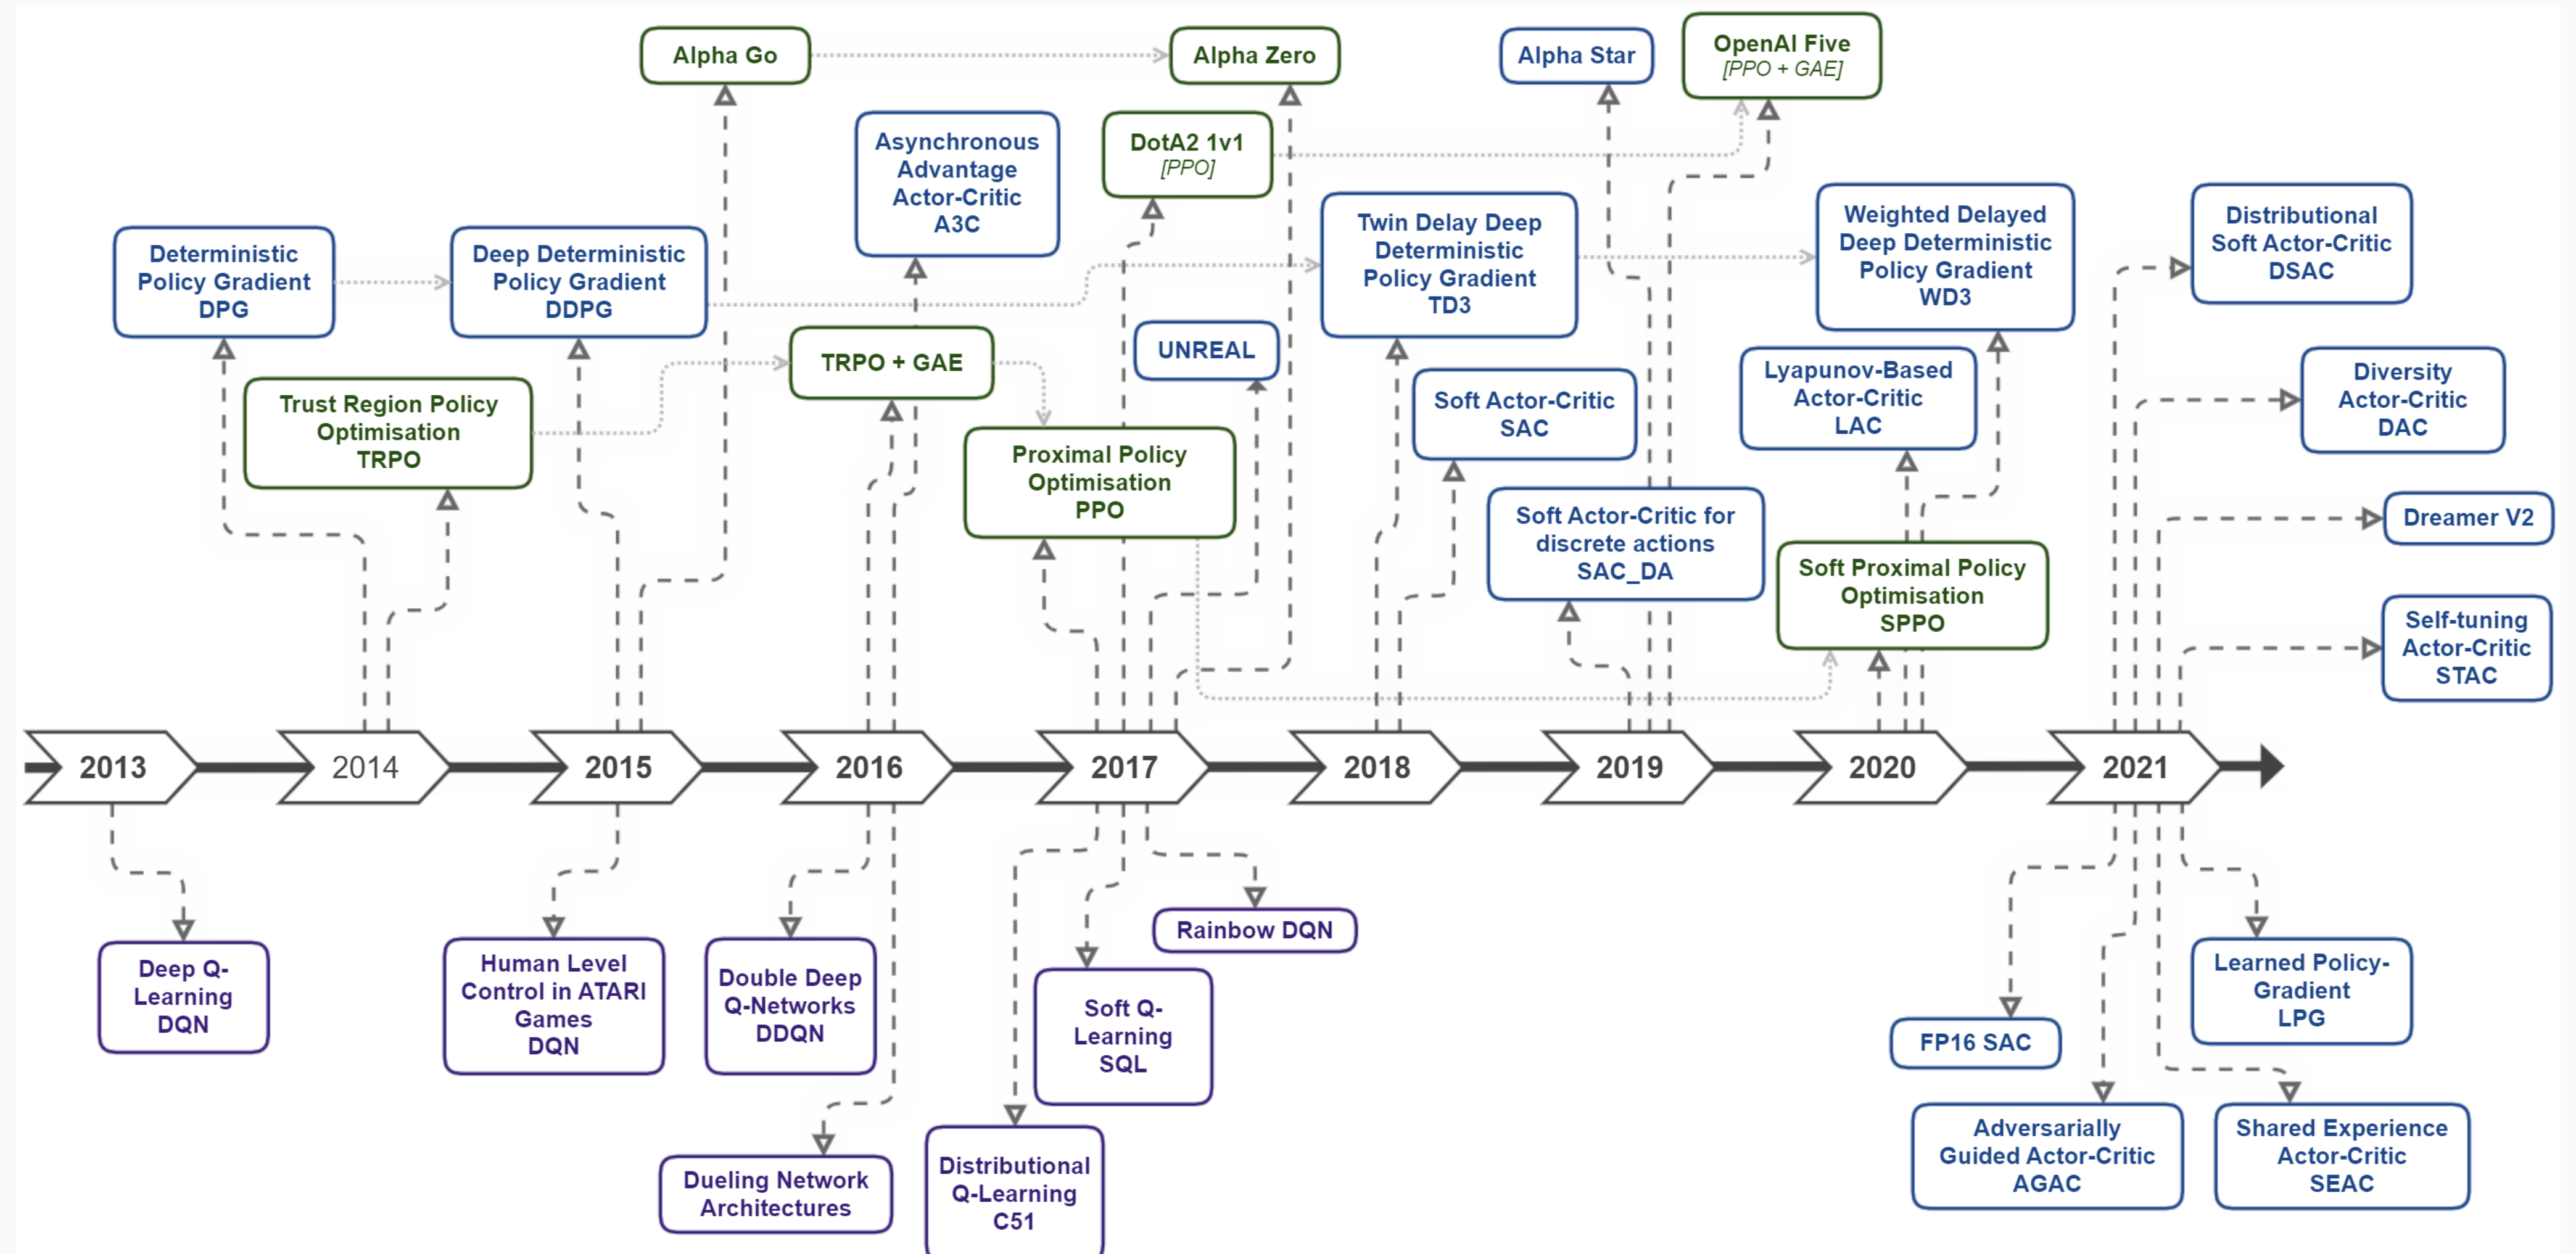 Alpha Go
Alpha Zero
Alpha Star
OpenAI Five
[PPO + GAE]
Asynchronous
Advantage
Actor-Critic
A3C
DotA2 1v1
[PPO]
Deterministic
Policy Gradient
DPG
Deep Deterministic
Policy Gradient
DDPG
Twin Delay Deep
Deterministic
Policy Gradient
TD3
Weighted Delayed
Deep Deterministic
Policy Gradient
WD3
Distributional
Soft Actor-Critic
DSAC
Trust Region Policy
Optimisation
TRPO
TRPO + GAE
UNREAL
Soft Actor-Critic
SAC
Lyapunov-Based
Actor-Critic
LAC
Diversity
Actor-Critic
DAC
Proximal Policy
Optimisation
PPO
Soft Actor-Critic for
discrete actions
SAC_DA
Dreamer V2
Soft Proximal Policy
Optimisation
SPPO
Self-tuning
Actor-Critic
STAC
2013
2014
2015
2016
2017
2018
2019
2020
2021
Deep Q-
Learning
DQN
Human Level
Control in ATARI
Games
DQN
Double Deep
Q-Networks
DDQN
Rainbow DQN
Soft Q-
Learning
SQL
Learned Policy-
Gradient
LPG
FP16 SAC
Dueling Network
Architectures
Distributional
Q-Learning
C51
Adversarially
Guided Actor-Critic
AGAC
Shared Experience
Actor-Critic
SEAC